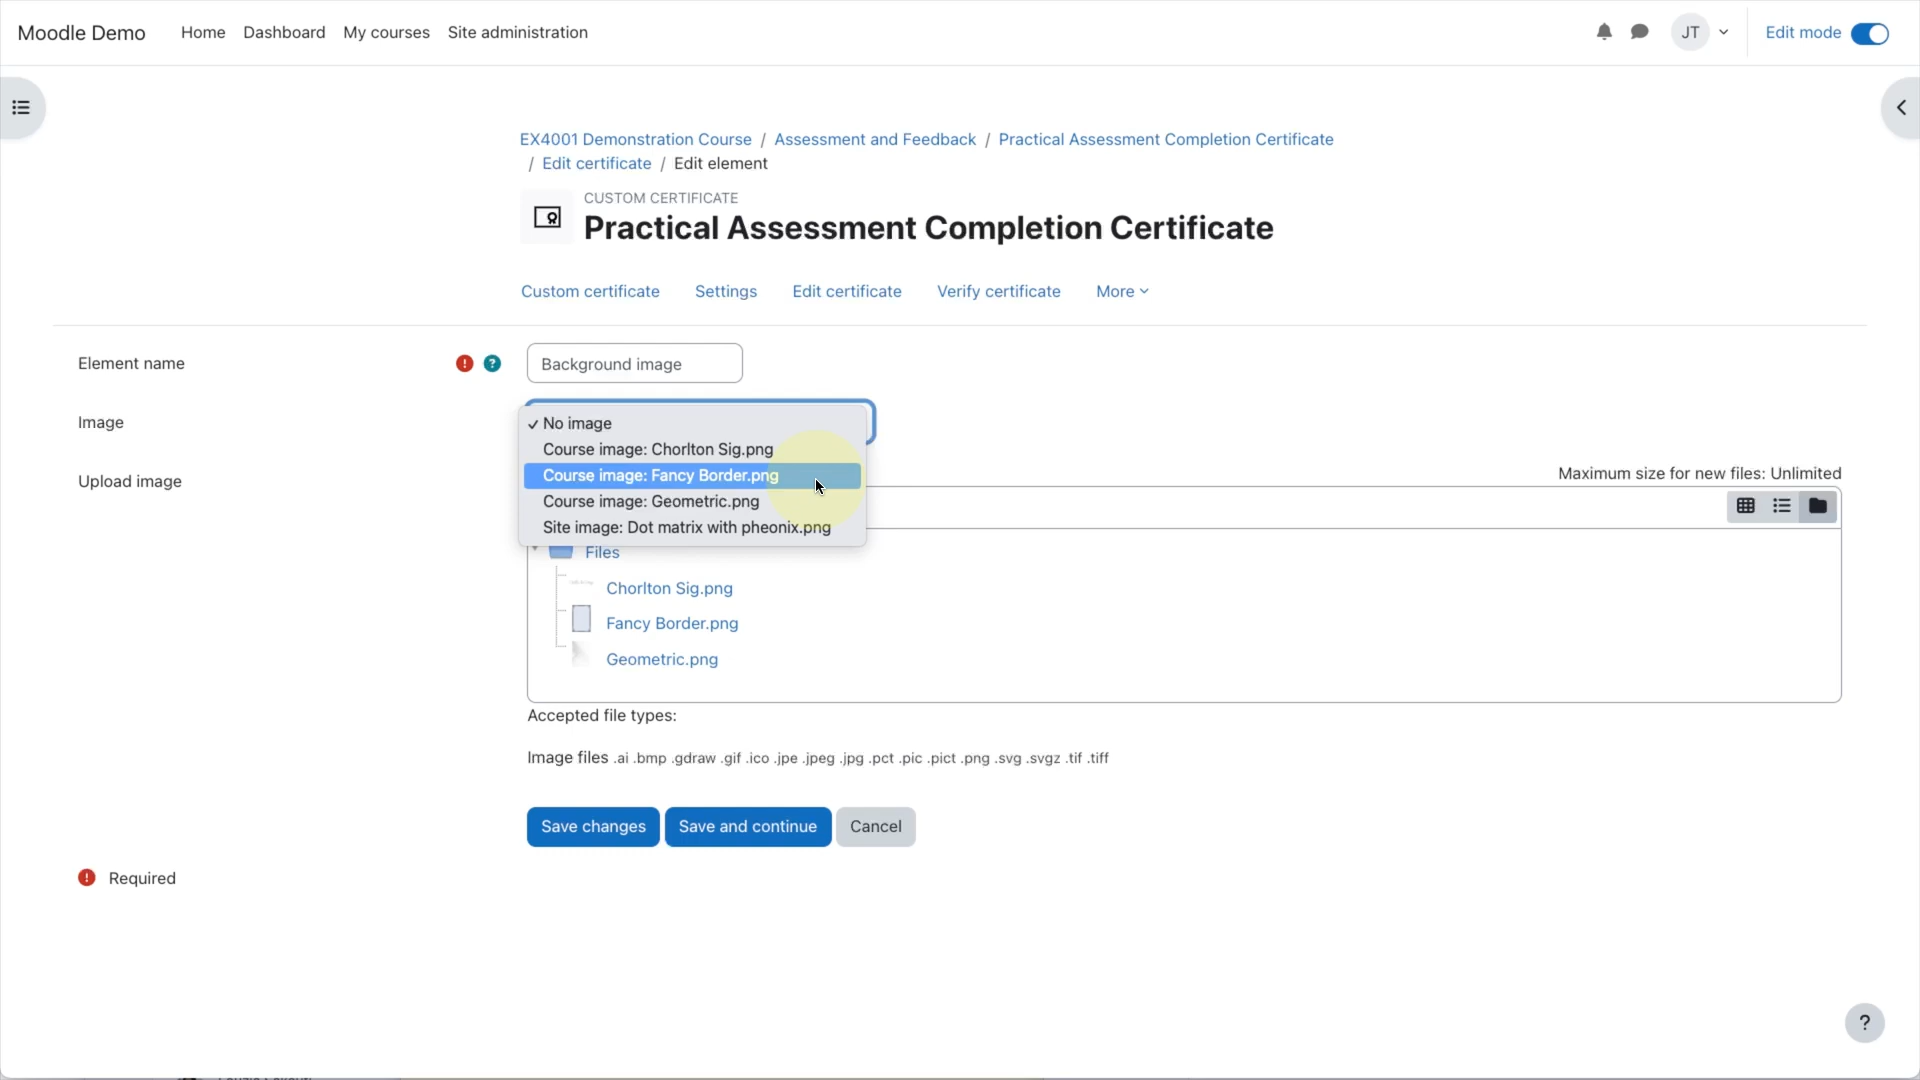 Moodle Demo Home Dashboard My courses Site administration JT Edit mode
EX4001 Demonstration Course / Assessment and Feedback / Practical Assessment Completion Certificate
/ Edit certificate / Edit element
CUSTOM CERTIFICATE
Practical Assessment Completion Certificate
Custom certificate Settings Edit certificate Verify certificate More
Element name ! ? Background image
Image
✓ No image
Course image: Chorlton Sig.png
Course image: Fancy Border.png
Course image: Geometric.png
Site image: Dot matrix with pheonix.png
Upload image
Maximum size for new files: Unlimited
Files
Chorlton Sig.png
Fancy Border.png
Geometric.png
Accepted file types:
Image files .ai .bmp .gdraw .gif .ico .jpe .jpeg .jpg .pct .pic .pict .png .svg .svgz .tif .tiff
Save changes Save and continue Cancel
! Required
?